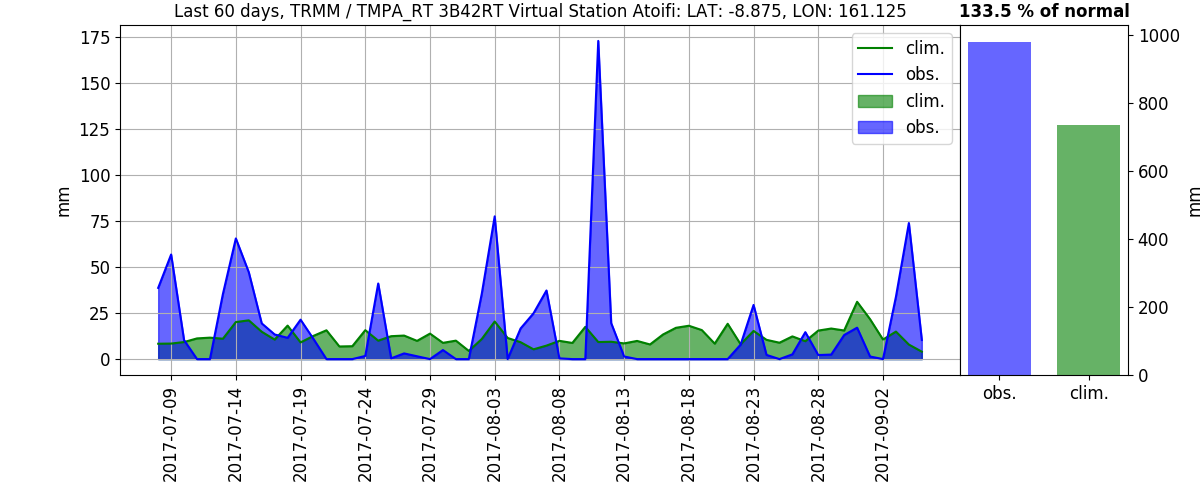 Last 60 days, TRMM / TMPA_RT 3B42RT Virtual Station Atoifi: LAT: -8.875, LON: 161.125
133.5 % of normal
175
150
125
100
75
50
25
0
mm
clim.
obs.
clim.
obs.
2017-07-09
2017-07-14
2017-07-19
2017-07-24
2017-07-29
2017-08-03
2017-08-08
2017-08-13
2017-08-18
2017-08-23
2017-08-28
2017-09-02
1000
800
600
400
200
0
mm
obs.
clim.